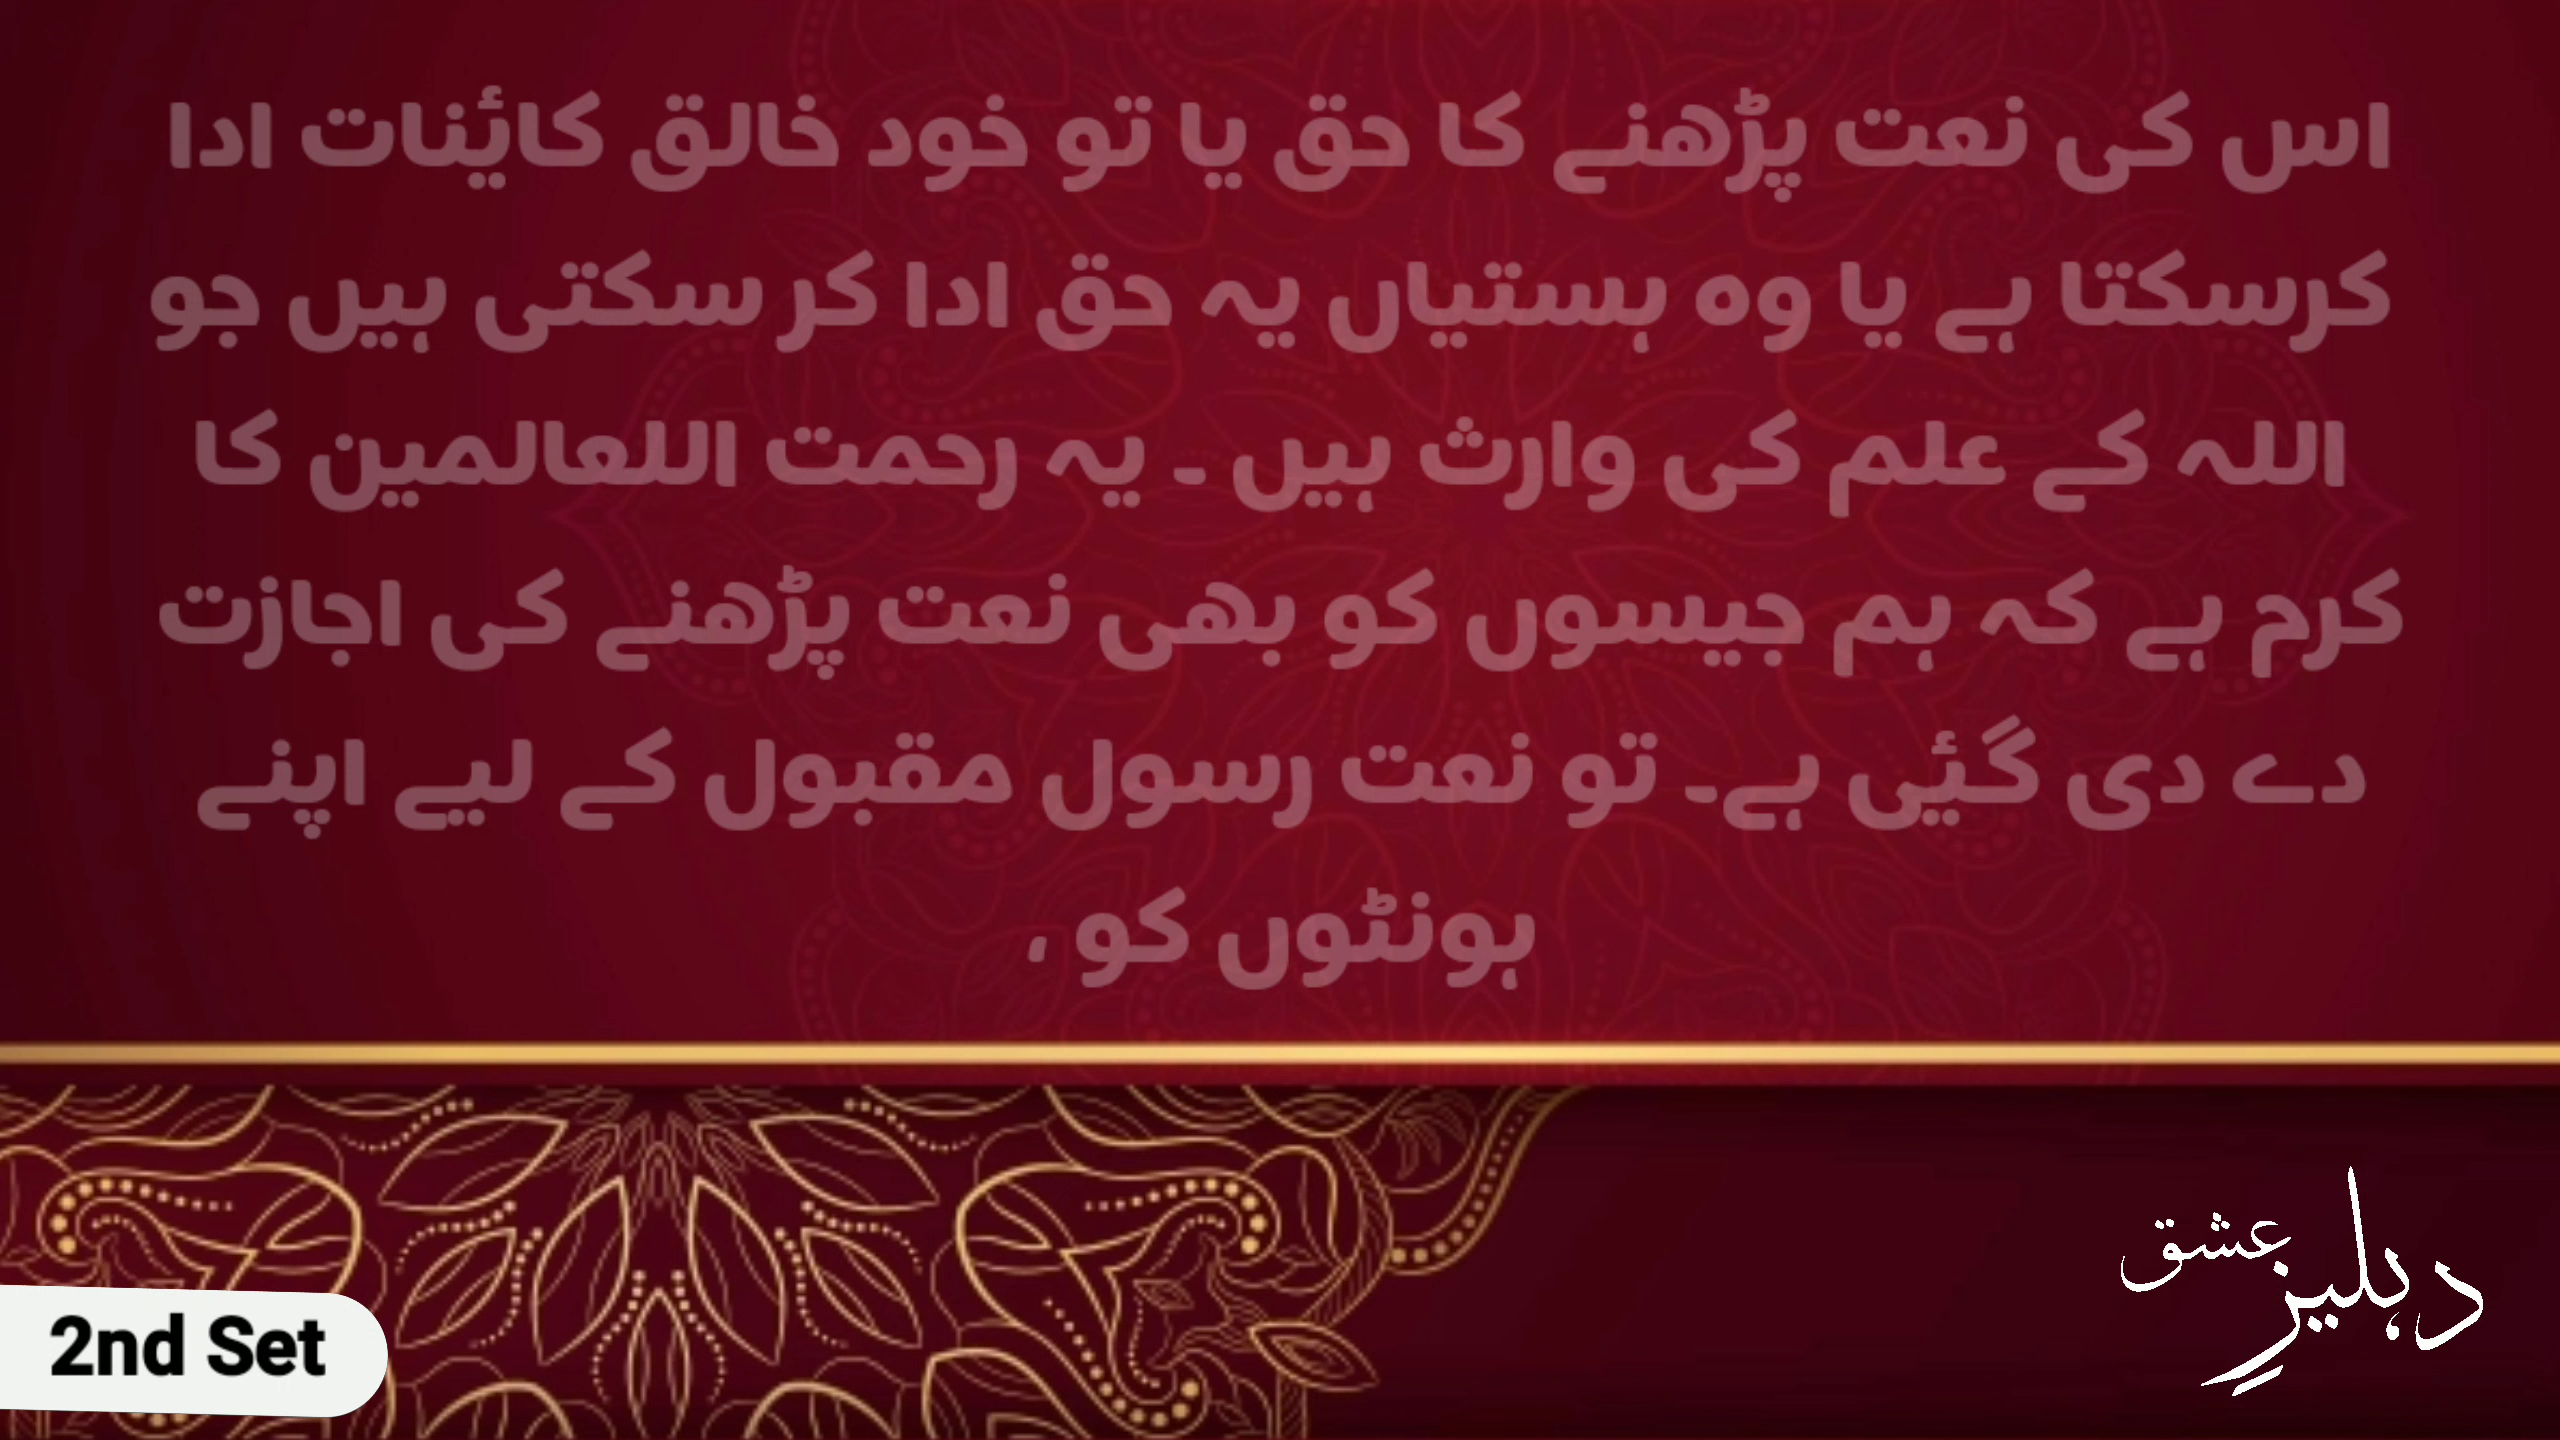 اس کی نعت پڑھنے کا حق یا تو خود خالق کائنات ادا
کرسکتا ہے یا وہ ہستیاں یہ حق ادا کر سکتی ہیں جو
اللہ کے علم کی وارث ہیں ۔ یہ رحمت اللعالمین کا
کرم ہے کہ ہم جیسوں کو بھی نعت پڑھنے کی اجازت
دے دی گئی ہے۔ تو نعت رسول مقبول کے لیے اپنے
ہونٹوں کو ،
دہلیزِ عشق
2nd Set